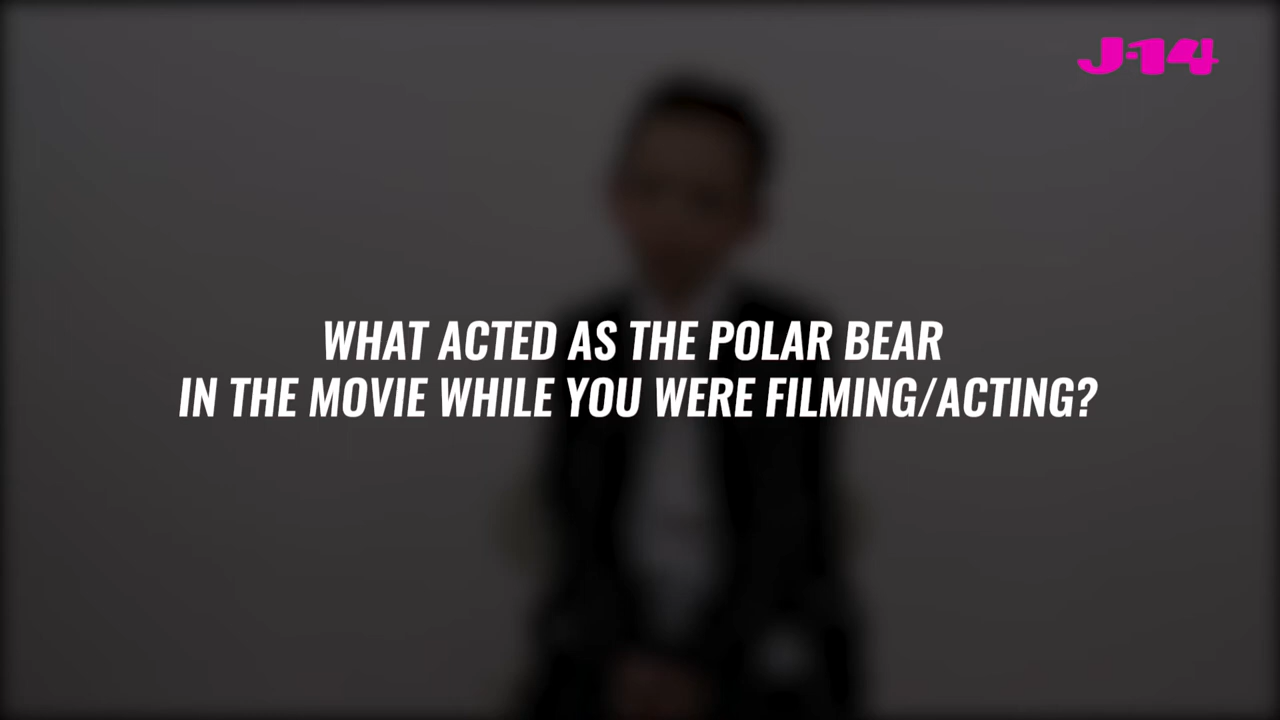 J-14
WHAT ACTED AS THE POLAR BEAR
IN THE MOVIE WHILE YOU WERE FILMING/ACTING?